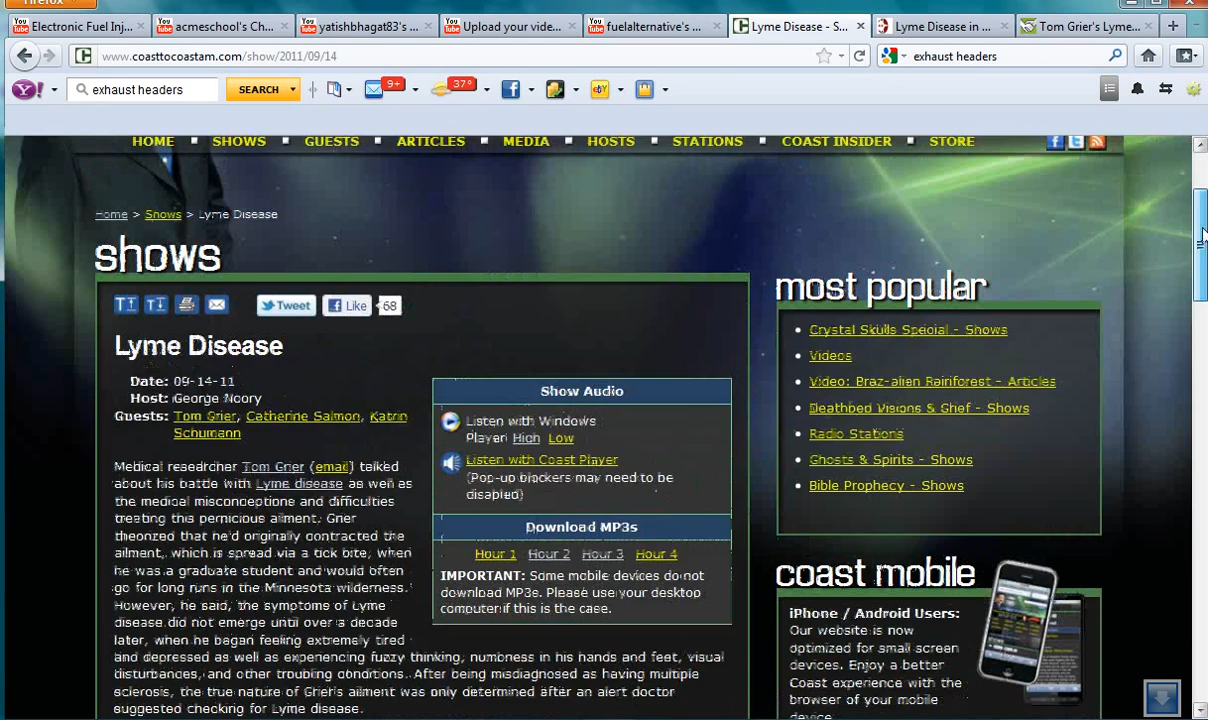 Firefox
Electronic Fuel Inj...
acmeschool's Ch...
yatishbhagat83's ...
Upload your vide...
fuelalternative's ...
Lyme Disease - S...
Lyme Disease in ...
Tom Grier's Lyme...
www.coasttocoastam.com/show/2011/09/14
exhaust headers
exhaust headers
SEARCH
9+
37°
HOME
SHOWS
GUESTS
ARTICLES
MEDIA
HOSTS
STATIONS
COAST INSIDER
STORE
Home > Shows > Lyme Disease
shows
Tweet
Like
68
Lyme Disease
Date: 09-14-11
Host: George Noory
Guests: Tom Grier, Catherine Salmon, Katrin
Schumann
Medical researcher Tom Grier (email) talked
about his battle with Lyme disease as well as
the medical misconceptions and difficulties
treating this pernicious ailment. Grier
theorized that he'd originally contracted the
ailment, which is spread via a tick bite, when
he was a graduate student and would often
go for long runs in the Minnesota wilderness.
However, he said, the symptoms of Lyme
disease did not emerge until over a decade
later, when he began feeling extremely tired
and depressed as well as experiencing fuzzy thinking, numbness in his hands and feet, visual
disturbances, and other troubling conditions. After being misdiagnosed as having multiple
sclerosis, the true nature of Grier's ailment was only determined after an alert doctor
suggested checking for Lyme disease.
Show Audio
Listen with Windows
Player: High Low
Listen with Coast Player
(Pop-up blockers may need to be
disabled)
Download MP3s
Hour 1 Hour 2 Hour 3 Hour 4
IMPORTANT: Some mobile devices do not
download MP3s. Please use your desktop
computer if this is the case.
most popular
Crystal Skulls Special - Shows
Videos
Video: Braz-alien Rainforest - Articles
Deathbed Visions & Grief - Shows
Radio Stations
Ghosts & Spirits - Shows
Bible Prophecy - Shows
coast mobile
iPhone / Android Users:
Our website is now
optimized for small screen
devices. Enjoy a better
Coast experience with the
browser of your mobile
device.